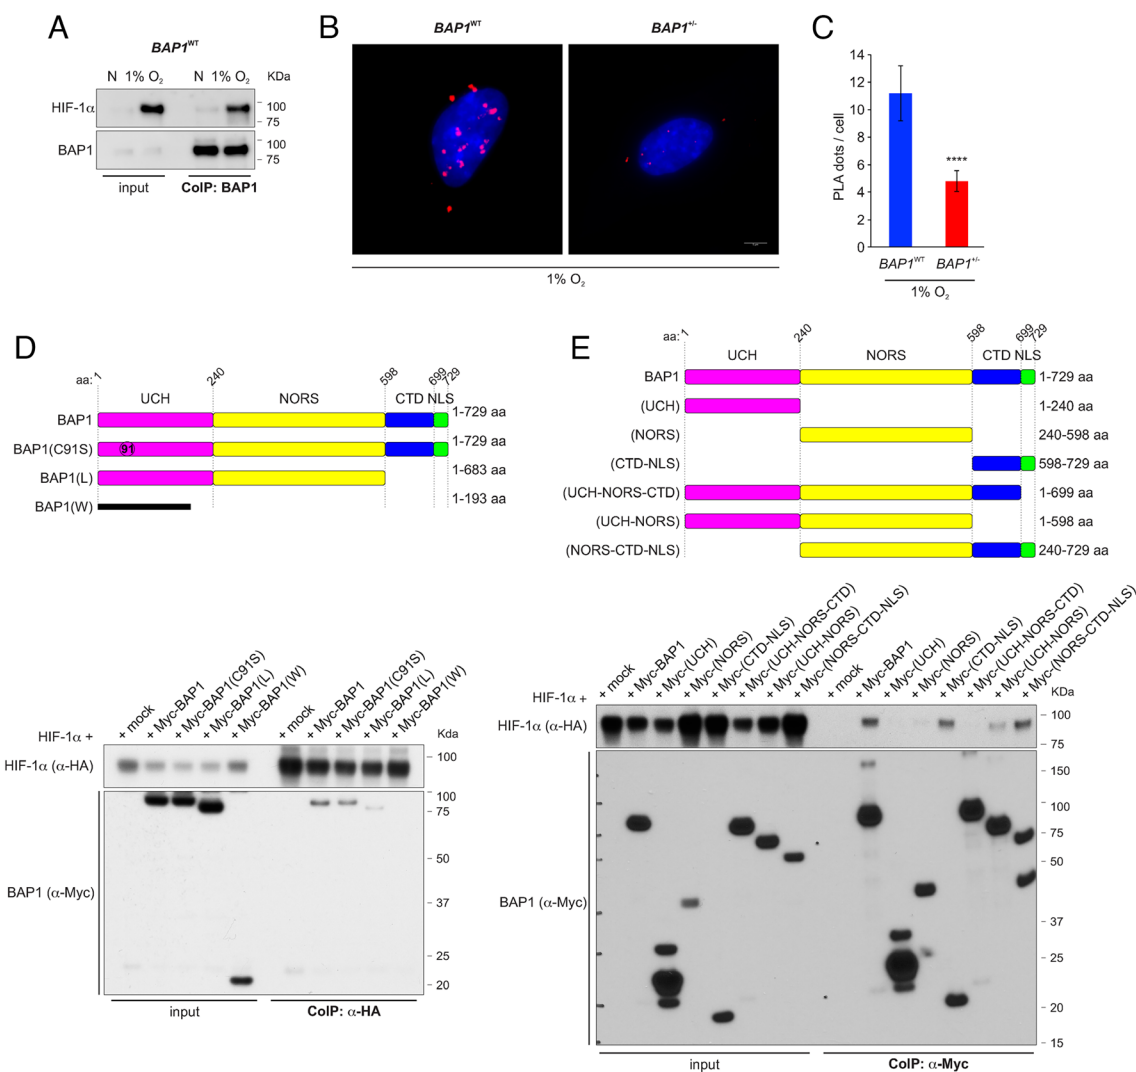 A
BAP1WT
N 1% O2 N 1% O2 KDa
HIF-1α
100
75
BAP1
100
75
input CoIP: BAP1
B
BAP1WT BAP1+/-
1% O2
C
PLA dots / cell
14
12
10
8
6
4
2
0
****
BAP1WT BAP1+/-
1% O2
D
aa: 1 240 598 699 729
UCH NORS CTD NLS
BAP1 1-729 aa
BAP1(C91S) 91 1-729 aa
BAP1(L) 1-683 aa
BAP1(W) 1-193 aa
HIF-1α +
+ mock
+ Myc-BAP1
+ Myc-BAP1(C91S)
+ Myc-BAP1(L)
+ Myc-BAP1(W)
+ mock
+ Myc-BAP1
+ Myc-BAP1(C91S)
+ Myc-BAP1(L)
+ Myc-BAP1(W)
Kda
HIF-1α (α-HA)
100
BAP1 (α-Myc)
100
75
50
37
25
20
input CoIP: α-HA
E
aa: 1 240 598 699 729
UCH NORS CTD NLS
BAP1 1-729 aa
(UCH) 1-240 aa
(NORS) 240-598 aa
(CTD-NLS) 598-729 aa
(UCH-NORS-CTD) 1-699 aa
(UCH-NORS) 1-598 aa
(NORS-CTD-NLS) 240-729 aa
HIF-1α +
+ mock
+ Myc-BAP1
+ Myc-(UCH)
+ Myc-(NORS)
+ Myc-(CTD-NLS)
+ Myc-(UCH-NORS-CTD)
+ Myc-(UCH-NORS)
+ Myc-(NORS-CTD-NLS)
+ mock
+ Myc-BAP1
+ Myc-(UCH)
+ Myc-(NORS)
+ Myc-(CTD-NLS)
+ Myc-(UCH-NORS-CTD)
+ Myc-(UCH-NORS)
+ Myc-(NORS-CTD-NLS)
KDa
HIF-1α (α-HA)
100
75
BAP1 (α-Myc)
150
100
75
50
37
25
20
15
input CoIP: α-Myc